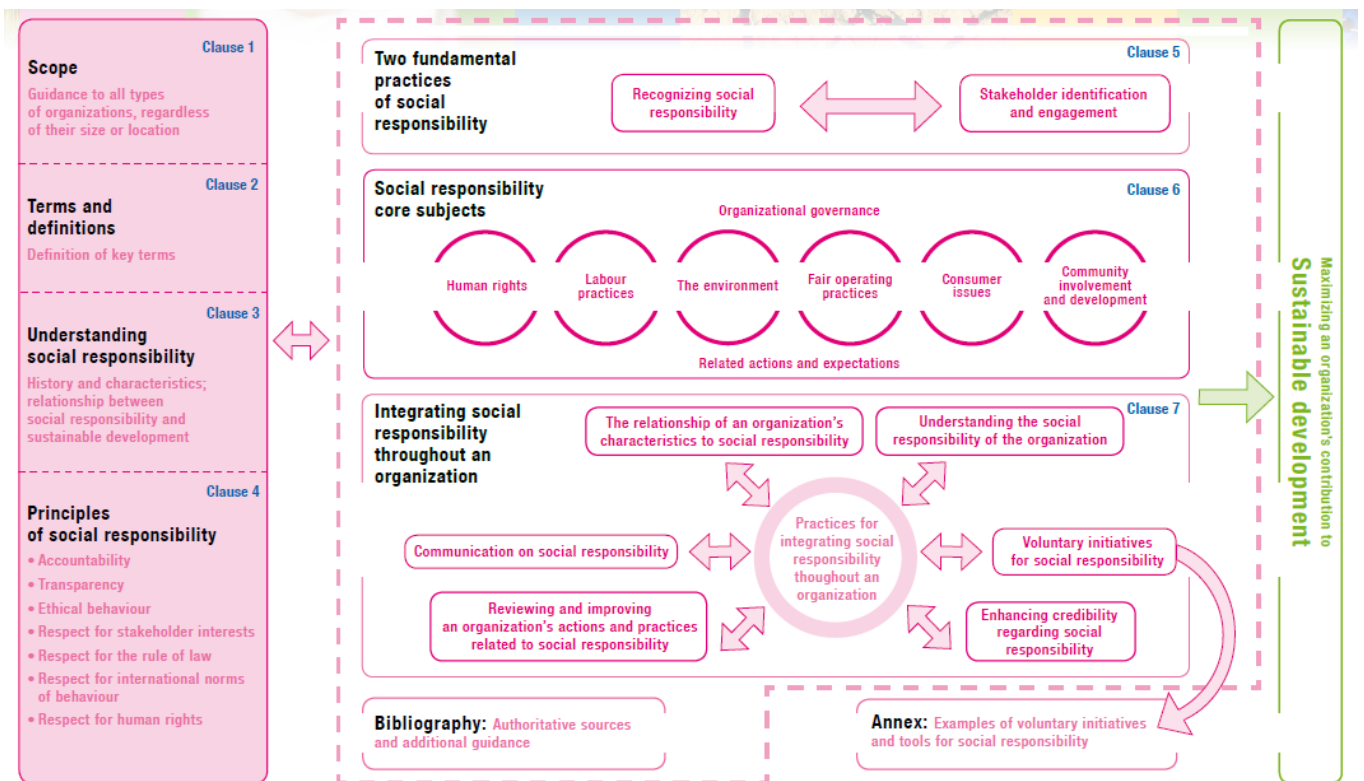 Clause 1
Scope
Guidance to all types
of organizations, regardless
of their size or location
Clause 2
Terms and
definitions
Definition of key terms
Clause 3
Understanding
social responsibility
History and characteristics;
relationship between
social responsibility and
sustainable development
Clause 4
Principles
of social responsibility
• Accountability
• Transparency
• Ethical behaviour
• Respect for stakeholder interests
• Respect for the rule of law
• Respect for international norms
of behaviour
• Respect for human rights
Two fundamental
practices
of social
responsibility
Clause 5
Recognizing social
responsibility
Stakeholder identification
and engagement
Social responsibility
core subjects
Clause 6
Organizational governance
Human rights
Labour
practices
The environment
Fair operating
practices
Consumer
issues
Community
involvement
and development
Related actions and expectations
Integrating social
responsibility
throughout an
organization
Clause 7
The relationship of an organization's
characteristics to social responsibility
Understanding the social
responsibility of the organization
Practices for
integrating social
responsibility
thoughout an
organization
Communication on social responsibility
Voluntary initiatives
for social responsibility
Reviewing and improving
an organization's actions and practices
related to social responsibility
Enhancing credibility
regarding social
responsibility
Bibliography: Authoritative sources
and additional guidance
Annex: Examples of voluntary initiatives
and tools for social responsibility
Maximizing an organization's contribution to
Sustainable development